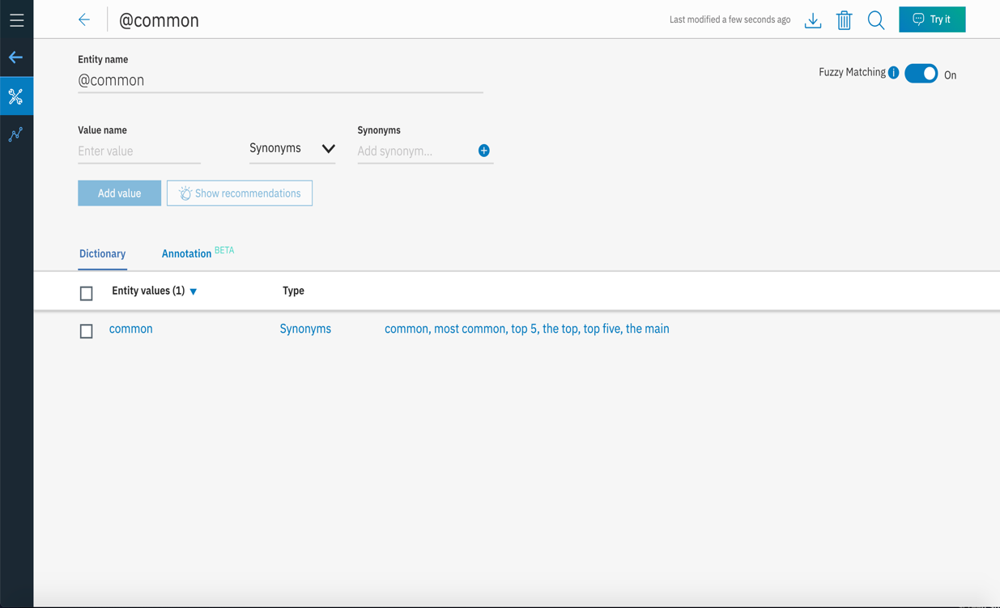 @common
Last modified a few seconds ago
Try it
Entity name
@common
Fuzzy Matching i On
Value name
Synonyms
Enter value
Synonyms
Add synonym...
Add value
Show recommendations
Dictionary
Annotation BETA
Entity values (1) ▼ Type
common Synonyms common, most common, top 5, the top, top five, the main